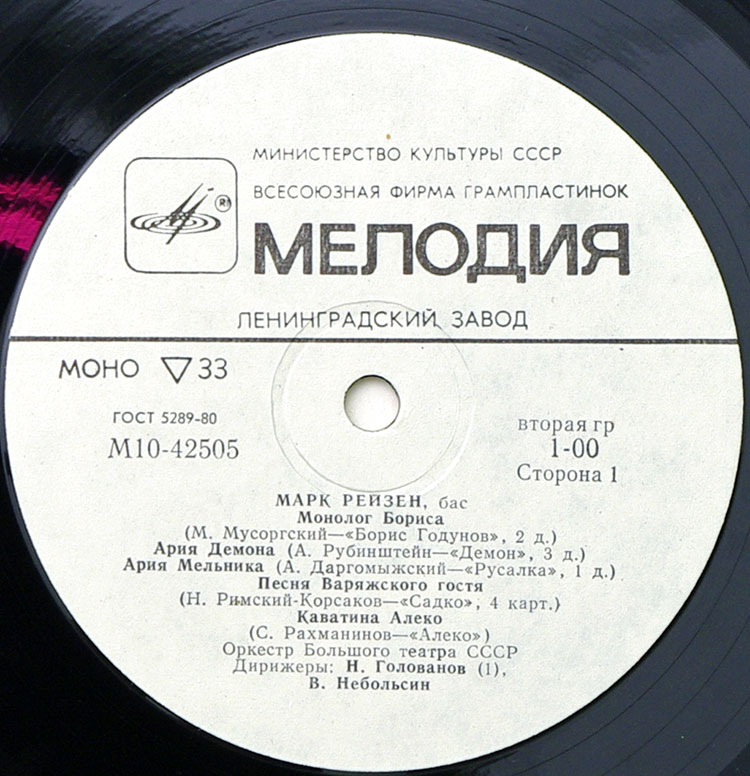 МИНИСТЕРСТВО КУЛЬТУРЫ СССР
ВСЕСОЮЗНАЯ ФИРМА ГРАМПЛАСТИНОК
®
МЕЛОДИЯ
ЛЕНИНГРАДСКИЙ ЗАВОД
МОНО ▽ 33
ГОСТ 5289-80
М10-42505
вторая гр
1-00
Сторона 1
МАРК РЕЙЗЕН, бас
Монолог Бориса
(М. Мусоргский—«Борис Годунов», 2 д.)
Ария Демона (А. Рубинштейн—«Демон», 3 д.)
Ария Мельника (А. Даргомыжский—«Русалка», 1 д.)
Песня Варяжского гостя
(Н. Римский-Корсаков—«Садко», 4 карт.)
Каватина Алеко
(С. Рахманинов—«Алеко»)
Оркестр Большого театра СССР
Дирижеры: Н. Голованов (1),
В. Небольсин